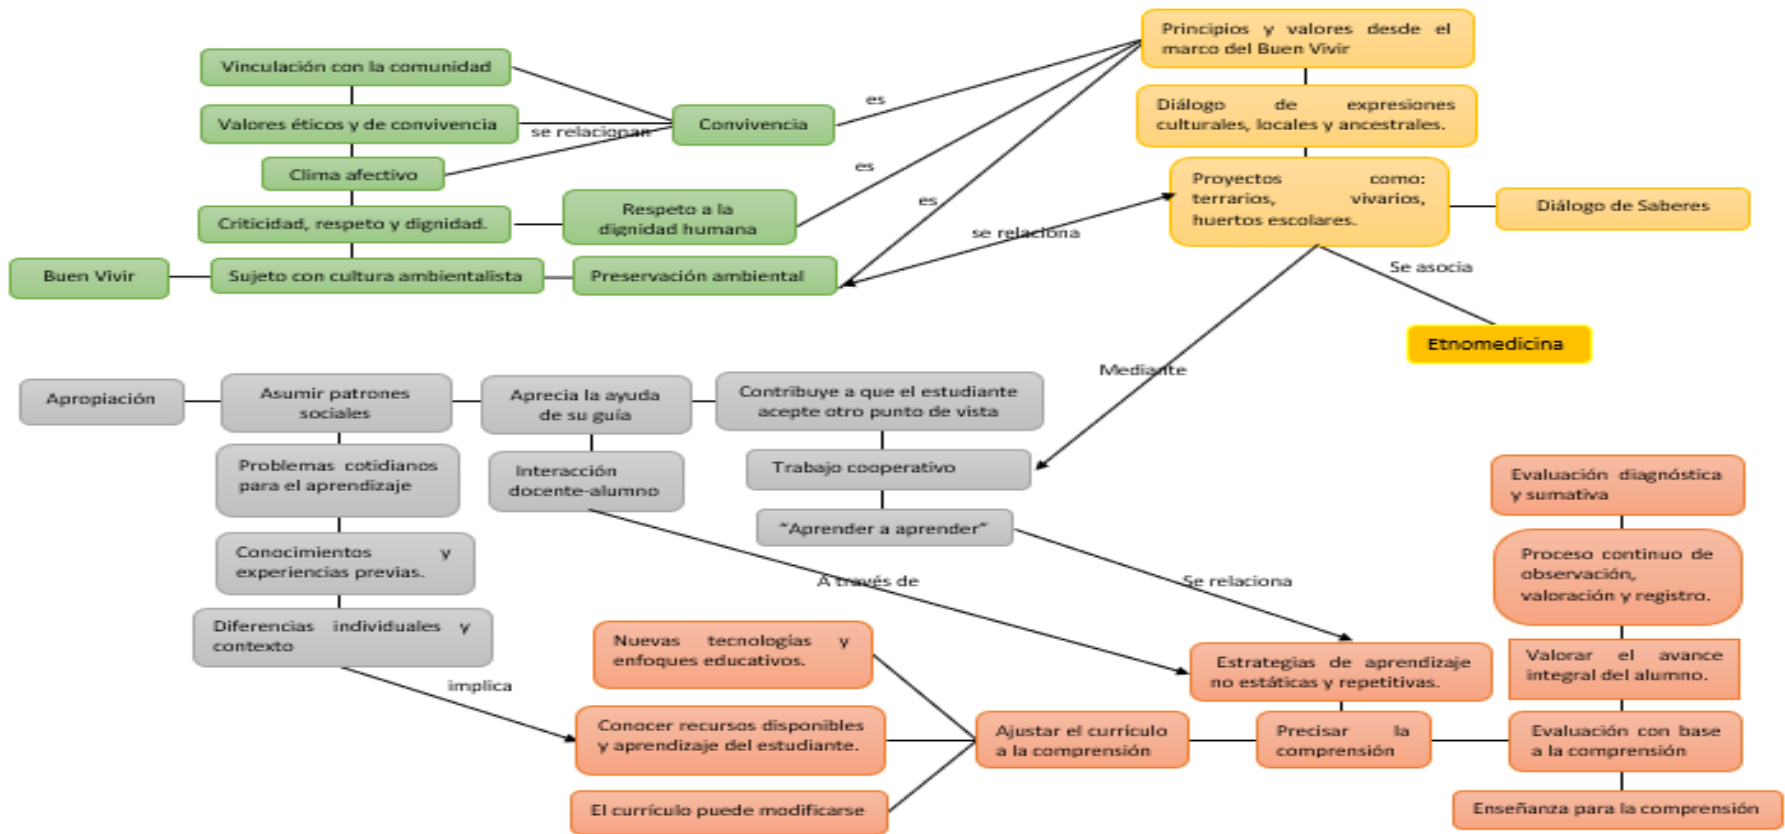 Principios y valores desde el
marco del Buen Vivir
Vinculación con la comunidad
es
Diálogo de expresiones
culturales, locales y ancestrales.
Valores éticos y de convivencia
se relacionan
Convivencia
Clima afectivo
es
Proyectos como:
terrarios, vivarios,
huertos escolares.
Diálogo de Saberes
Criticidad, respeto y dignidad.
Respeto a la
dignidad humana
es
se relaciona
Buen Vivir
Sujeto con cultura ambientalista
Preservación ambiental
Se asocia
Etnomedicina
Mediante
Apropiación
Asumir patrones
sociales
Aprecia la ayuda
de su guía
Contribuye a que el estudiante
acepte otro punto de vista
Problemas cotidianos
para el aprendizaje
Interacción
docente-alumno
Trabajo cooperativo
"Aprender a aprender"
Evaluación diagnóstica
y sumativa
Conocimientos y
experiencias previas.
A través de
Se relaciona
Proceso continuo de
observación,
valoración y registro.
Diferencias individuales y
contexto
implica
Nuevas tecnologías y
enfoques educativos.
Estrategias de aprendizaje
no estáticas y repetitivas.
Valorar el avance
integral del alumno.
Conocer recursos disponibles
y aprendizaje del estudiante.
Ajustar el currículo
a la comprensión
Precisar la
comprensión
Evaluación con base
a la comprensión
El currículo puede modificarse
Enseñanza para la comprensión